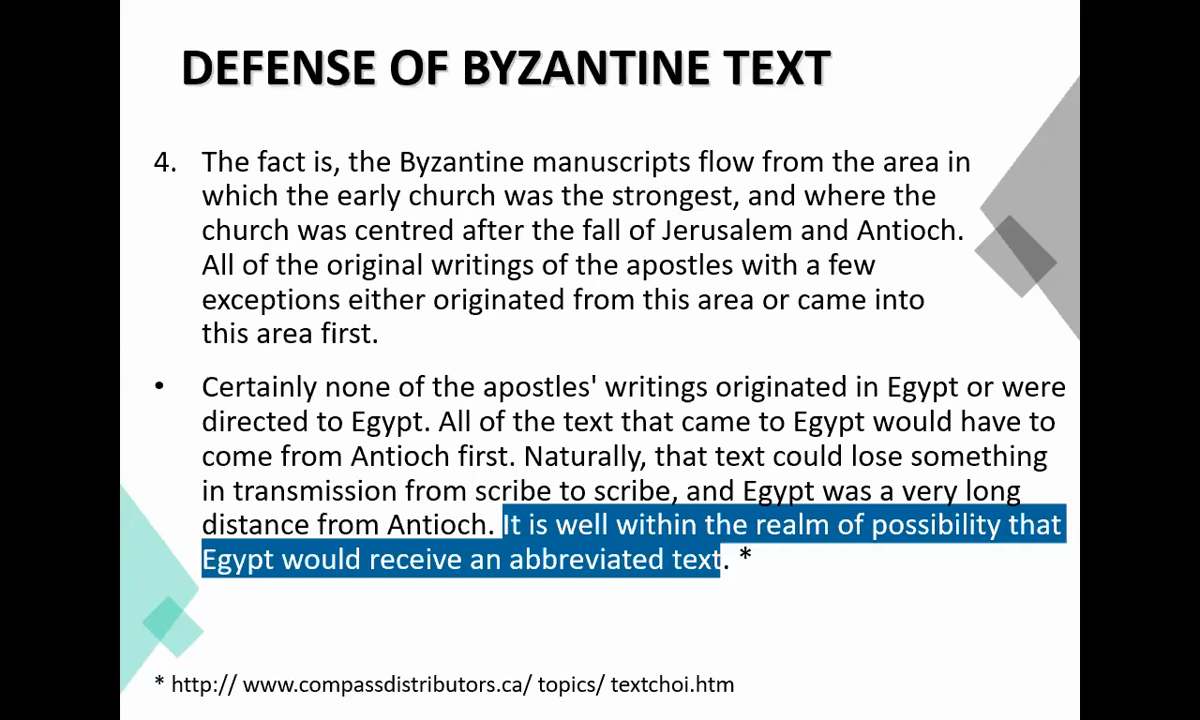 DEFENSE OF BYZANTINE TEXT
4. The fact is, the Byzantine manuscripts flow from the area in
which the early church was the strongest, and where the
church was centred after the fall of Jerusalem and Antioch.
All of the original writings of the apostles with a few
exceptions either originated from this area or came into
this area first.
• Certainly none of the apostles' writings originated in Egypt or were
directed to Egypt. All of the text that came to Egypt would have to
come from Antioch first. Naturally, that text could lose something
in transmission from scribe to scribe, and Egypt was a very long
distance from Antioch. It is well within the realm of possibility that
Egypt would receive an abbreviated text. *
* http:// www.compassdistributors.ca/ topics/ textchoi.htm